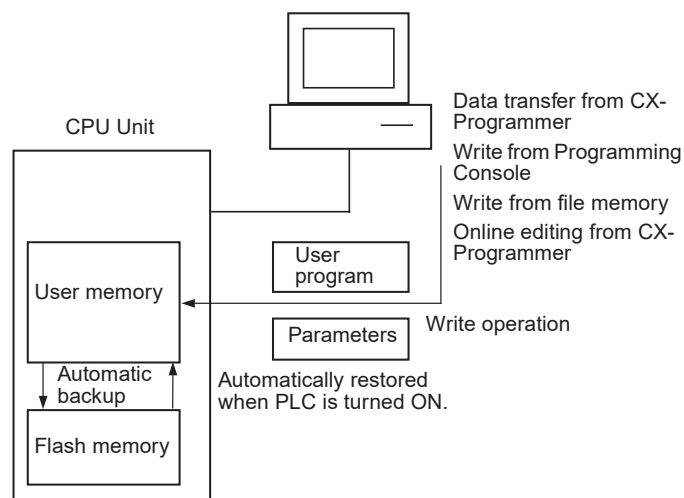 CPU Unit
Data transfer from CX-
Programmer
Write from Programming
Console
Write from file memory
Online editing from CX-
Programmer
User
program
User memory
Write operation
Parameters
Automatic
backup
Automatically restored
when PLC is turned ON.
Flash memory